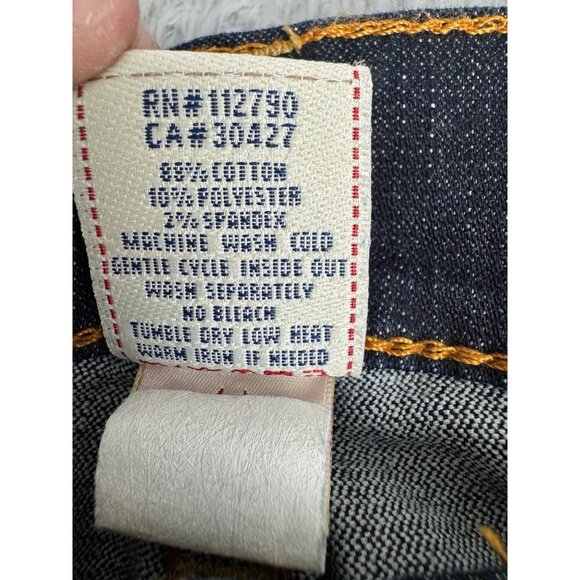 RN#112790
CA#30427
88% COTTON
10% POLYESTER
2% SPANDEX
MACHINE WASH COLD
GENTLE CYCLE INSIDE OUT
WASH SEPARATELY
NO BLEACH
TUMBLE DRY LOW HEAT
WARM IRON IF NEEDED